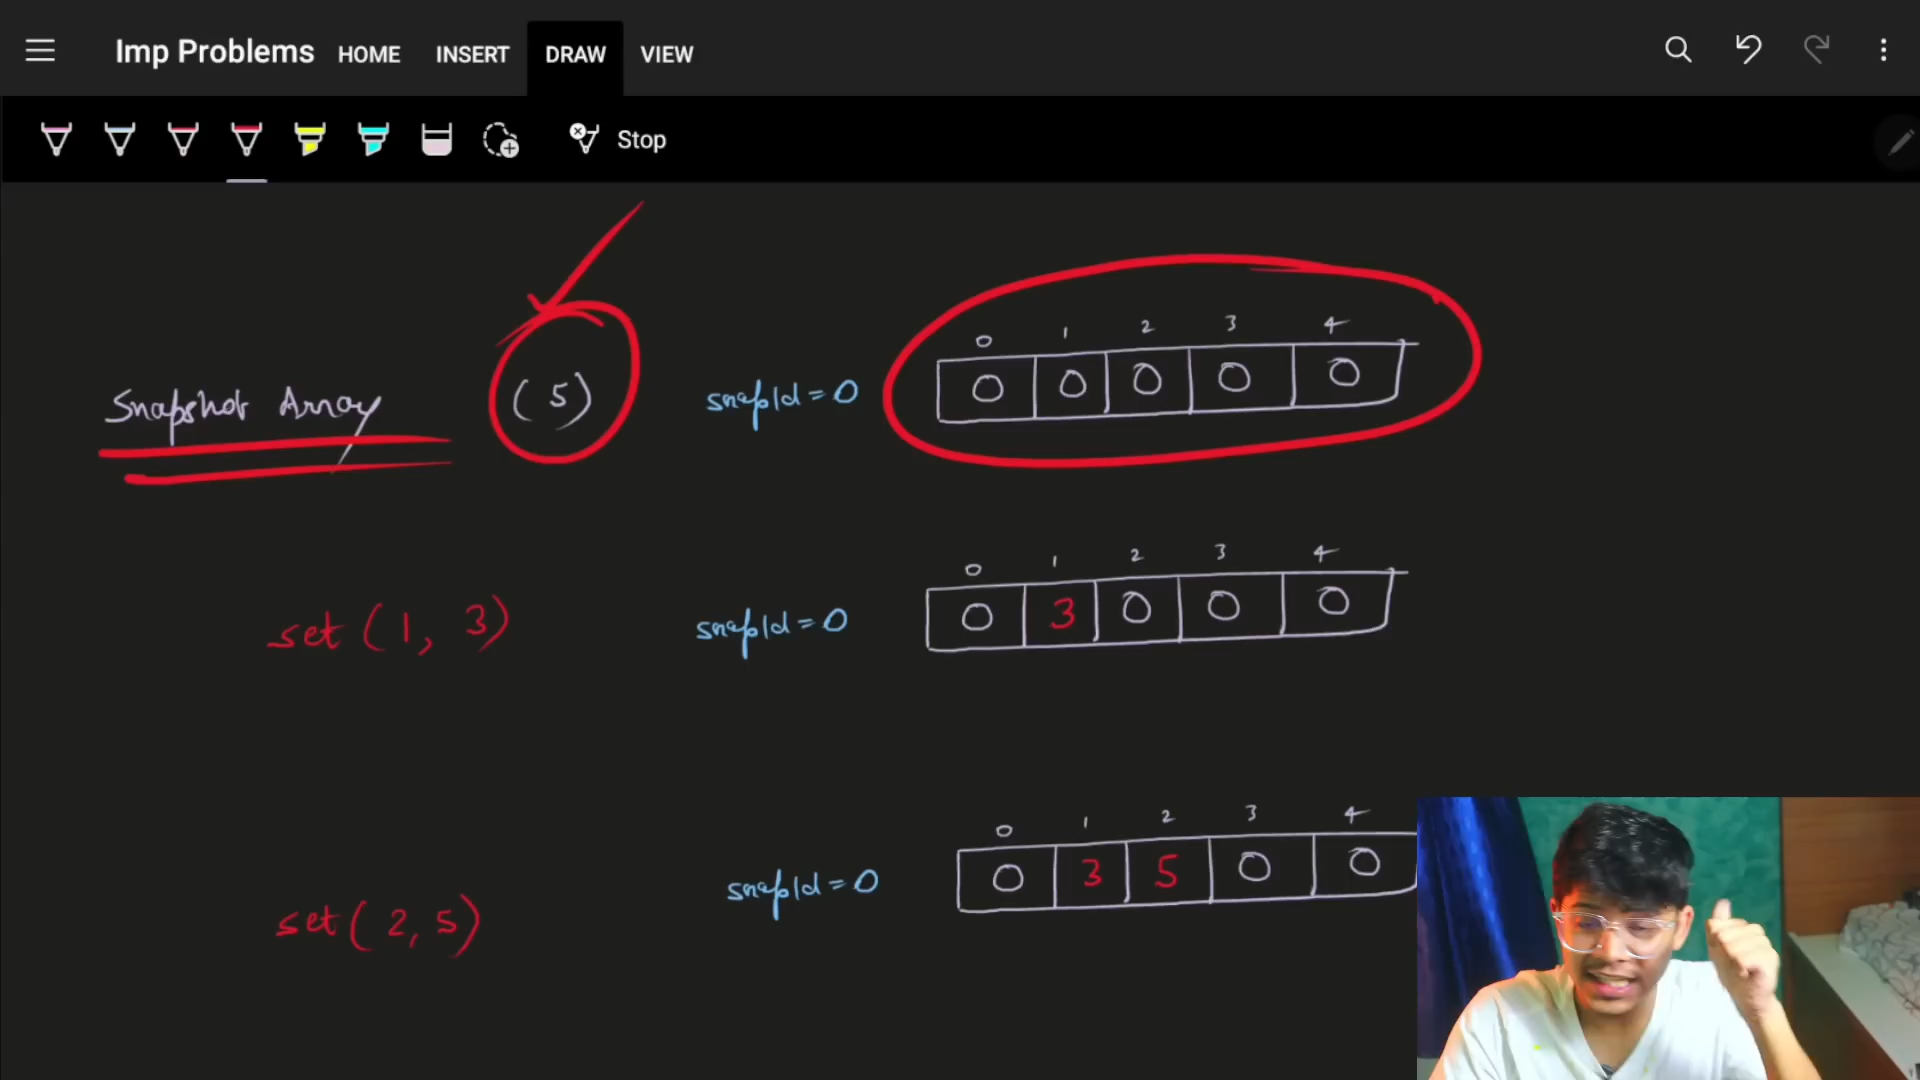 Imp Problems HOME INSERT DRAW VIEW
Stop
Snapshot Array (5) snapId = 0
0 1 2 3 4
0 0 0 0 0
set (1, 3) snapId = 0
0 1 2 3 4
0 3 0 0 0
set (2, 5) snapId = 0
0 1 2 3 4
0 3 5 0 0